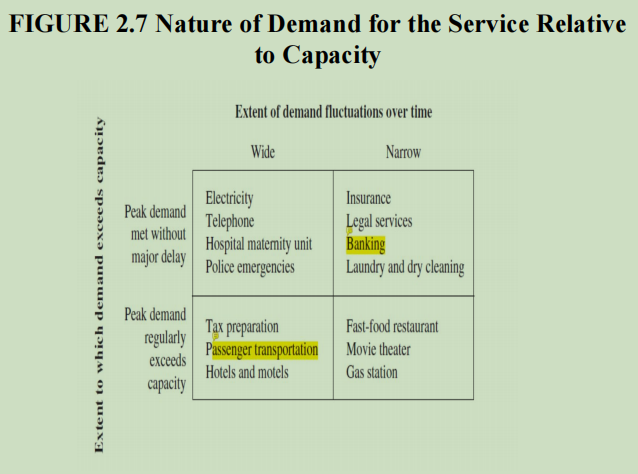 FIGURE 2.7 Nature of Demand for the Service Relative
to Capacity
Extent of demand fluctuations over time
Wide
Narrow
Extent to which demand exceeds capacity
Peak demand
met without
major delay
Electricity
Telephone
Hospital maternity unit
Police emergencies
Insurance
Legal services
Banking
Laundry and dry cleaning
Peak demand
regularly
exceeds
capacity
Tax preparation
Passenger transportation
Hotels and motels
Fast-food restaurant
Movie theater
Gas station